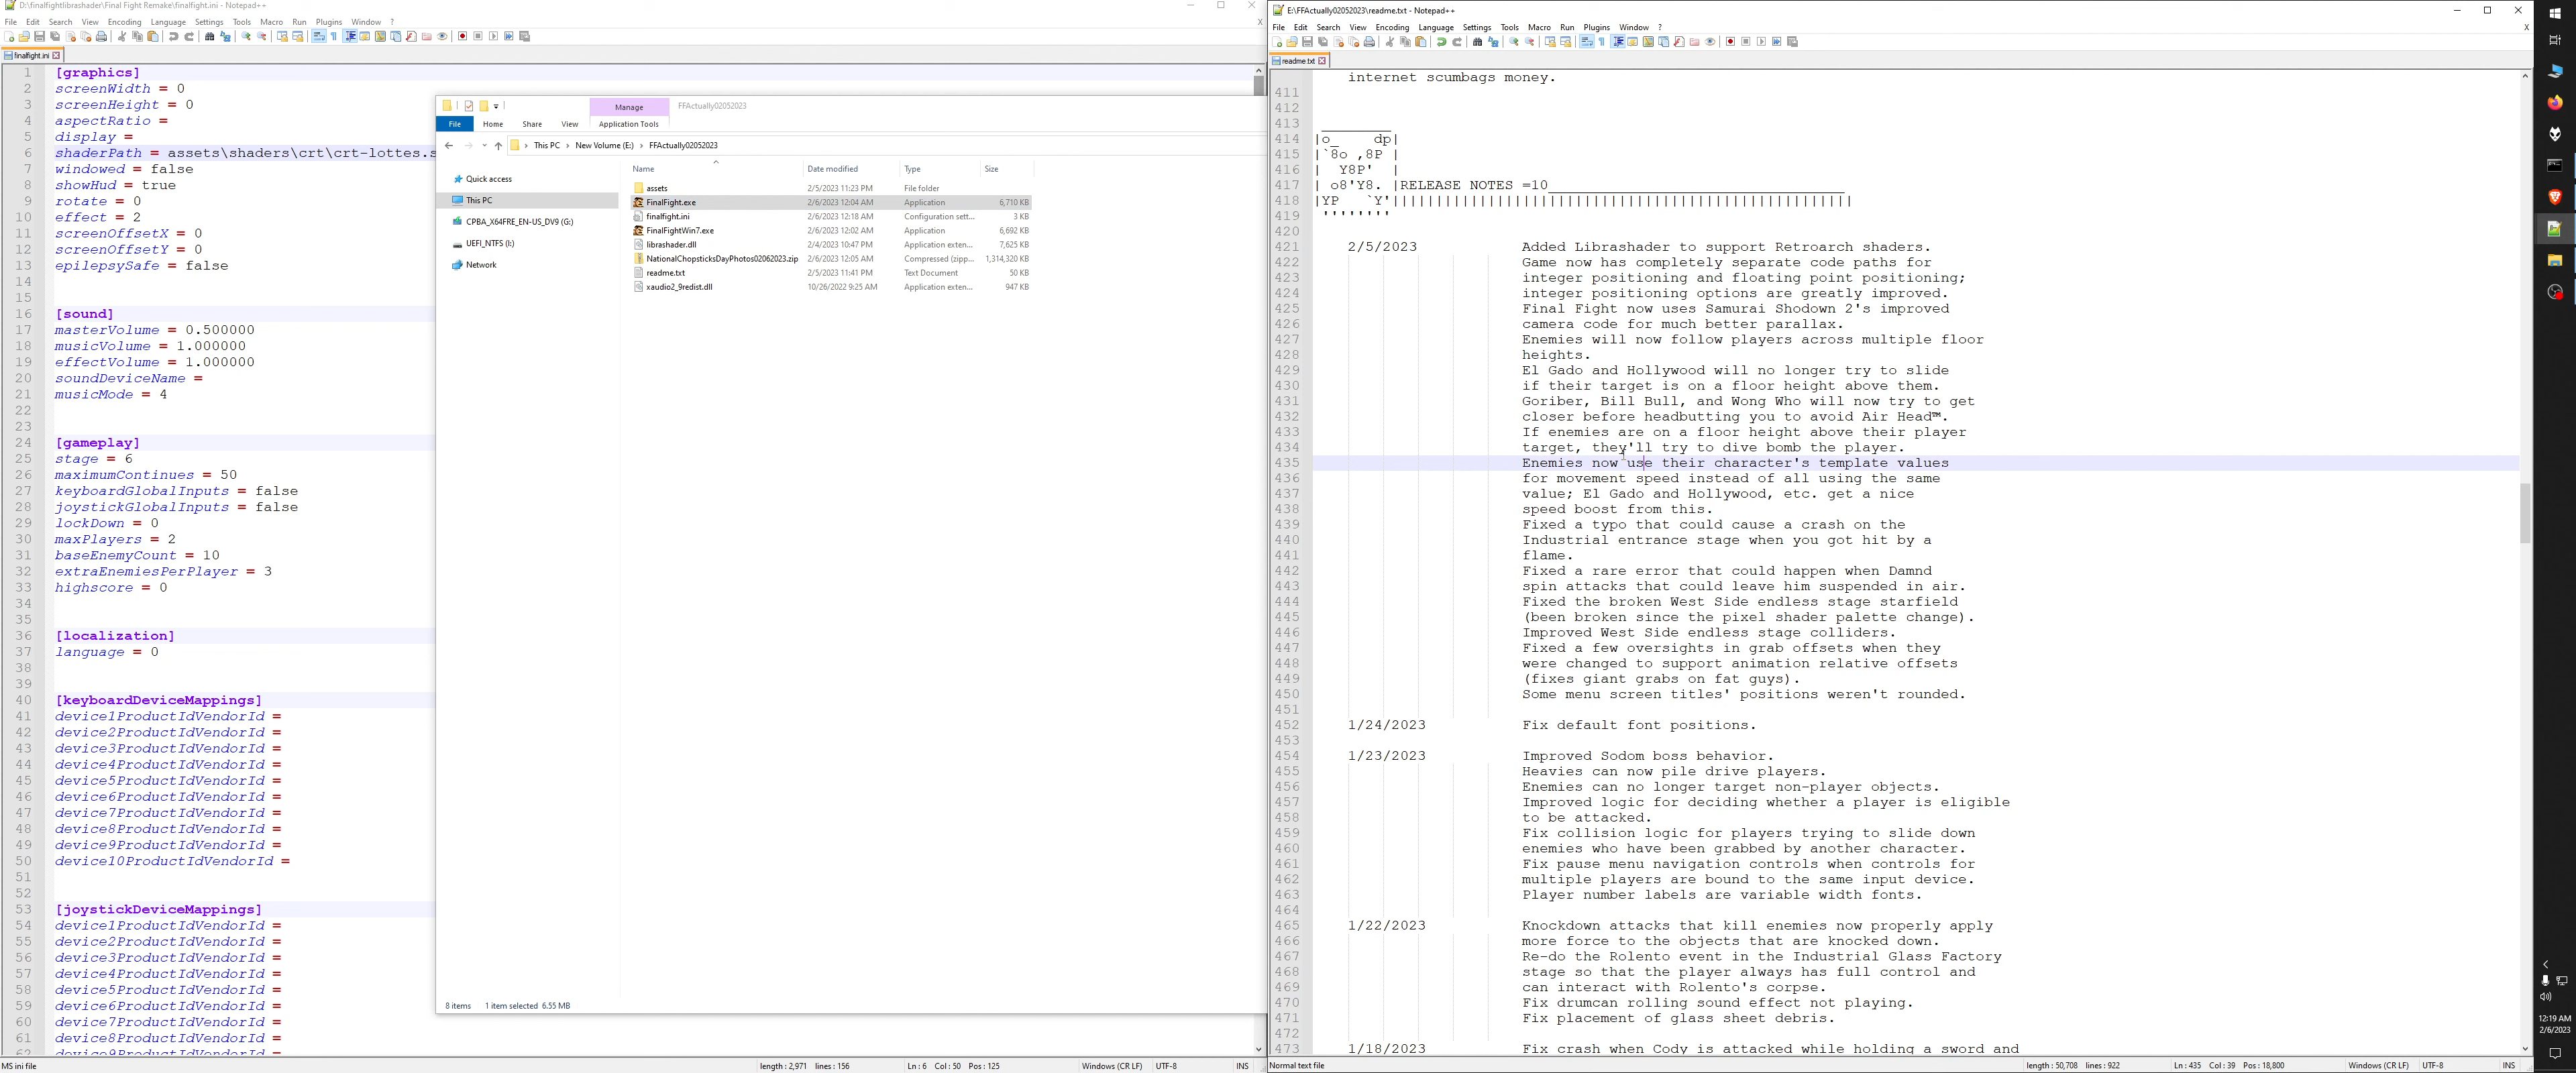 D:\finalfightlibrashader\Final Fight Remake\finalfight.ini - Notepad++
File Edit Search View Encoding Language Settings Tools Macro Run Plugins Window ?
X
finalfight.ini
1 [graphics]
2 screenWidth = 0
3 screenHeight = 0
4 aspectRatio =
5 display =
6 shaderPath = assets\shaders\crt\crt-lottes.s
7 windowed = false
8 showHud = true
9 rotate = 0
10 effect = 2
11 screenOffsetX = 0
12 screenOffsetY = 0
13 epilepsySafe = false
14
15
16 [sound]
17 masterVolume = 0.500000
18 musicVolume = 1.000000
19 effectVolume = 1.000000
20 soundDeviceName =
21 musicMode = 4
22
23
24 [gameplay]
25 stage = 6
26 maximumContinues = 50
27 keyboardGlobalInputs = false
28 joystickGlobalInputs = false
29 lockDown = 0
30 maxPlayers = 2
31 baseEnemyCount = 10
32 extraEnemiesPerPlayer = 3
33 highscore = 0
34
35
36 [localization]
37 language = 0
38
39
40 [keyboardDeviceMappings]
41 device1ProductIdVendorId =
42 device2ProductIdVendorId =
43 device3ProductIdVendorId =
44 device4ProductIdVendorId =
45 device5ProductIdVendorId =
46 device6ProductIdVendorId =
47 device7ProductIdVendorId =
48 device8ProductIdVendorId =
49 device9ProductIdVendorId =
50 device10ProductIdVendorId =
51
52
53 [joystickDeviceMappings]
54 device1ProductIdVendorId =
55 device2ProductIdVendorId =
56 device3ProductIdVendorId =
57 device4ProductIdVendorId =
58 device5ProductIdVendorId =
59 device6ProductIdVendorId =
60 device7ProductIdVendorId =
61 device8ProductIdVendorId =
62 device9ProductIdVendorId =
MS ini file length : 2,971 lines : 156 Ln : 6 Col : 50 Pos : 125 Windows (CR LF) UTF-8 INS
Manage FFActually02052023
File Home Share View Application Tools
This PC > New Volume (E:) > FFActually02052023
Quick access
This PC
CPBA_X64FRE_EN-US_DV9 (G:)
UEFI_NTFS (I:)
Network
Name Date modified Type Size
assets 2/5/2023 11:23 PM File folder
FinalFight.exe 2/6/2023 12:04 AM Application 6,710 KB
finalfight.ini 2/6/2023 12:18 AM Configuration sett... 3 KB
FinalFightWin7.exe 2/6/2023 12:02 AM Application 6,692 KB
librashader.dll 2/4/2023 10:47 PM Application exten... 7,625 KB
NationalChopsticksDayPhotos02062023.zip 2/6/2023 12:05 AM Compressed (zipp... 1,314,320 KB
readme.txt 2/5/2023 11:41 PM Text Document 50 KB
xaudio2_9redist.dll 10/26/2022 9:25 AM Application exten... 947 KB
8 items 1 item selected 6.55 MB
E:\FFActually02052023\readme.txt - Notepad++
File Edit Search View Encoding Language Settings Tools Macro Run Plugins Window ?
X
readme.txt
internet scumbags money.
411
412
413 ________
414 |o_    dp|
415 |`8o ,8P |
416 |  Y8P'  |
417 | o8'Y8. |RELEASE NOTES =10__________________________________
418 |YP   `Y'|||||||||||||||||||||||||||||||||||||||||||||||||||||
419 ''''''''
420
421 2/5/2023 Added Librashader to support Retroarch shaders.
422 Game now has completely separate code paths for
423 integer positioning and floating point positioning;
424 integer positioning options are greatly improved.
425 Final Fight now uses Samurai Shodown 2's improved
426 camera code for much better parallax.
427 Enemies will now follow players across multiple floor
428 heights.
429 El Gado and Hollywood will no longer try to slide
430 if their target is on a floor height above them.
431 Goriber, Bill Bull, and Wong Who will now try to get
432 closer before headbutting you to avoid Air Head™.
433 If enemies are on a floor height above their player
434 target, they'll try to dive bomb the player.
435 Enemies now use their character's template values
436 for movement speed instead of all using the same
437 value; El Gado and Hollywood, etc. get a nice
438 speed boost from this.
439 Fixed a typo that could cause a crash on the
440 Industrial entrance stage when you got hit by a
441 flame.
442 Fixed a rare error that could happen when Damnd
443 spin attacks that could leave him suspended in air.
444 Fixed the broken West Side endless stage starfield
445 (been broken since the pixel shader palette change).
446 Improved West Side endless stage colliders.
447 Fixed a few oversights in grab offsets when they
448 were changed to support animation relative offsets
449 (fixes giant grabs on fat guys).
450 Some menu screen titles' positions weren't rounded.
451
452 1/24/2023 Fix default font positions.
453
454 1/23/2023 Improved Sodom boss behavior.
455 Heavies can now pile drive players.
456 Enemies can no longer target non-player objects.
457 Improved logic for deciding whether a player is eligible
458 to be attacked.
459 Fix collision logic for players trying to slide down
460 enemies who have been grabbed by another character.
461 Fix pause menu navigation controls when controls for
462 multiple players are bound to the same input device.
463 Player number labels are variable width fonts.
464
465 1/22/2023 Knockdown attacks that kill enemies now properly apply
466 more force to the objects that are knocked down.
467 Re-do the Rolento event in the Industrial Glass Factory
468 stage so that the player always has full control and
469 can interact with Rolento's corpse.
470 Fix drumcan rolling sound effect not playing.
471 Fix placement of glass sheet debris.
472
473 1/18/2023 Fix crash when Cody is attacked while holding a sword and
Normal text file length : 50,708 lines : 922 Ln : 435 Col : 39 Pos : 18,800 Windows (CR LF) UTF-8 INS
12:19 AM
2/6/2023